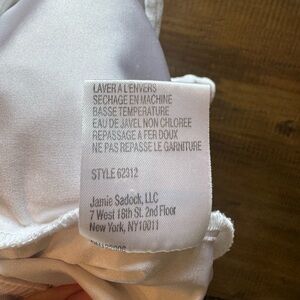 LAVER A L'ENVERS
SECHAGE EN MACHINE
BASSE TEMPERATURE
EAU DE JAVEL NON CHLOREE
REPASSAGE A FER DOUX
NE PAS REPASSE LE GARNITURE
STYLE 62312
Jamie Sadock, LLC
7 West 18th St. 2nd Floor
New York, NY10011